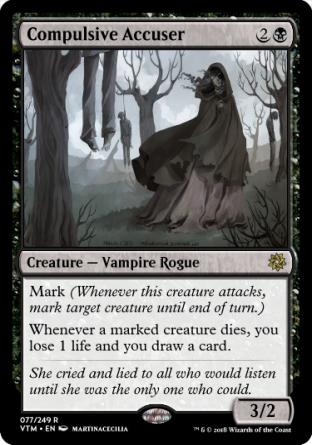 Compulsive Accuser 2
Creature — Vampire Rogue
Mark (Whenever this creature attacks,
mark target creature until end of turn.)
Whenever a marked creature dies, you
lose 1 life and you draw a card.
She cried and lied to all who would listen
until she was the only one who could.
3/2
077/249 R
VTM • EN MARTINACECILIA ™ & © 2018 Wizards of the Coast